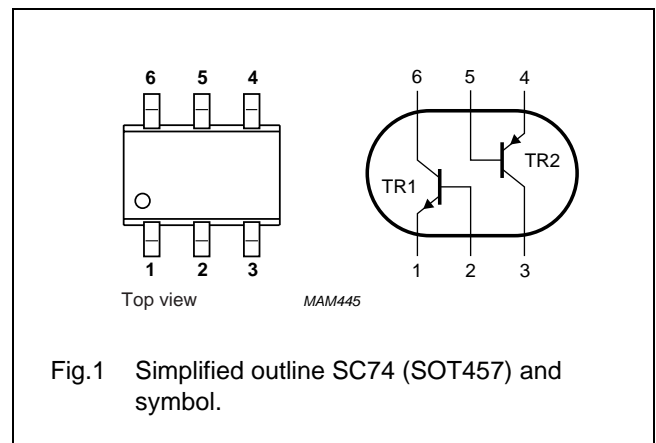 6 5 4
1 2 3
Top view
6 5 4
TR1
TR2
1 2 3
MAM445
Fig.1 Simplified outline SC74 (SOT457) and
symbol.